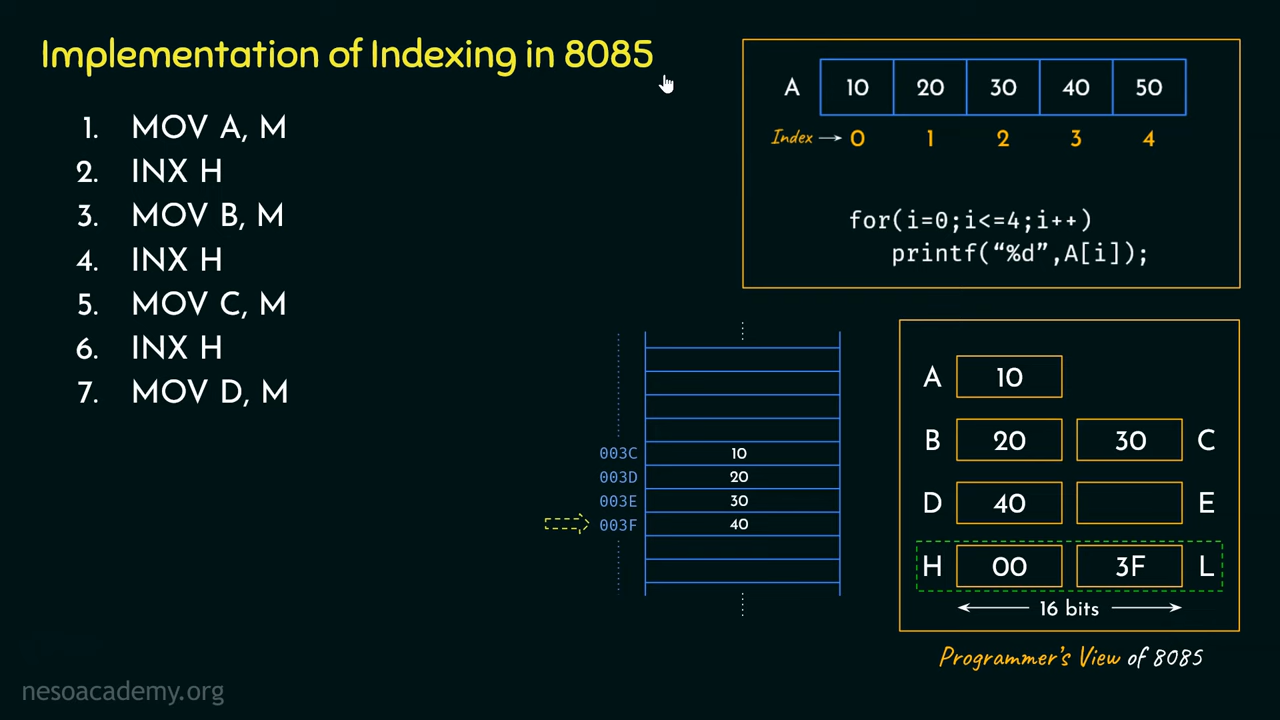 Implementation of Indexing in 8085
1. MOV A, M
2. INX H
3. MOV B, M
4. INX H
5. MOV C, M
6. INX H
7. MOV D, M
A 10 20 30 40 50
Index → 0 1 2 3 4
for(i=0;i<=4;i++)
printf(“%d”,A[i]);
003C 10
003D 20
003E 30
003F 40
A 10
B 20 30 C
D 40 E
H 00 3F L
16 bits
Programmer's View of 8085
nesoacademy.org